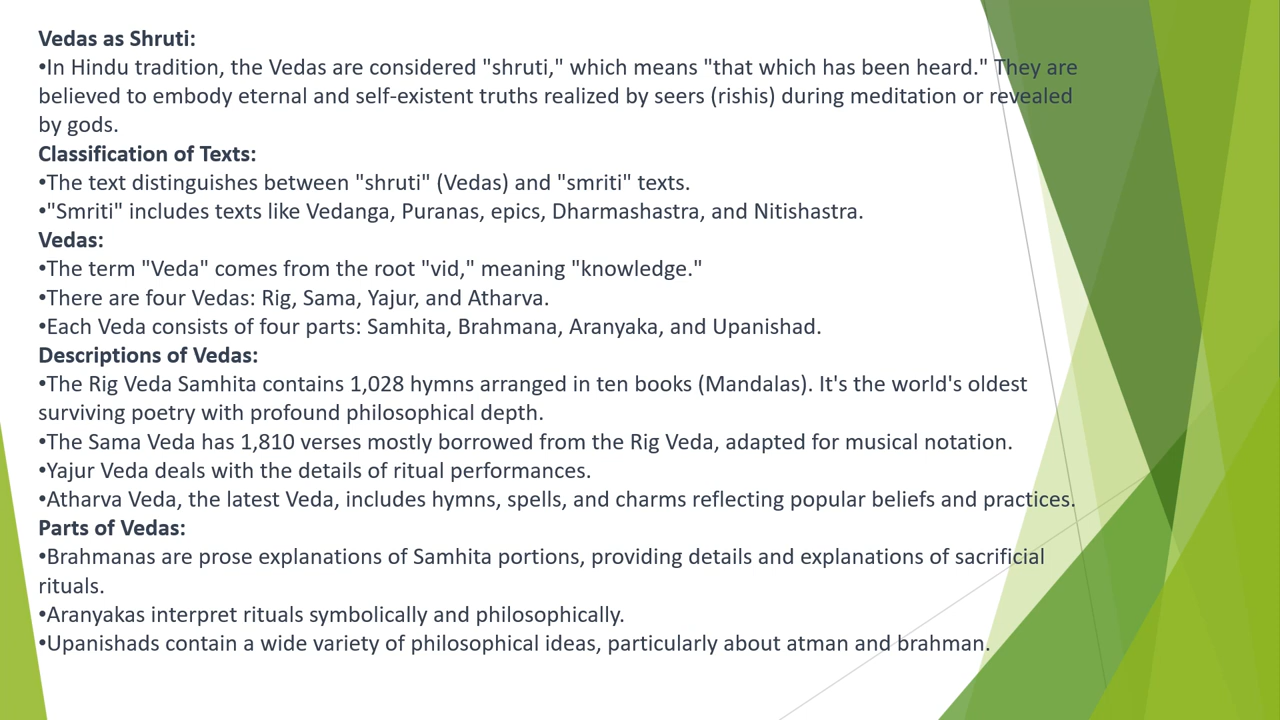 Vedas as Shruti:
•In Hindu tradition, the Vedas are considered "shruti," which means "that which has been heard." They are
believed to embody eternal and self-existent truths realized by seers (rishis) during meditation or revealed
by gods.
Classification of Texts:
•The text distinguishes between "shruti" (Vedas) and "smriti" texts.
•"Smriti" includes texts like Vedanga, Puranas, epics, Dharmashastra, and Nitishastra.
Vedas:
•The term "Veda" comes from the root "vid," meaning "knowledge."
•There are four Vedas: Rig, Sama, Yajur, and Atharva.
•Each Veda consists of four parts: Samhita, Brahmana, Aranyaka, and Upanishad.
Descriptions of Vedas:
•The Rig Veda Samhita contains 1,028 hymns arranged in ten books (Mandalas). It's the world's oldest
surviving poetry with profound philosophical depth.
•The Sama Veda has 1,810 verses mostly borrowed from the Rig Veda, adapted for musical notation.
•Yajur Veda deals with the details of ritual performances.
•Atharva Veda, the latest Veda, includes hymns, spells, and charms reflecting popular beliefs and practices.
Parts of Vedas:
•Brahmanas are prose explanations of Samhita portions, providing details and explanations of sacrificial
rituals.
•Aranyakas interpret rituals symbolically and philosophically.
•Upanishads contain a wide variety of philosophical ideas, particularly about atman and brahman.